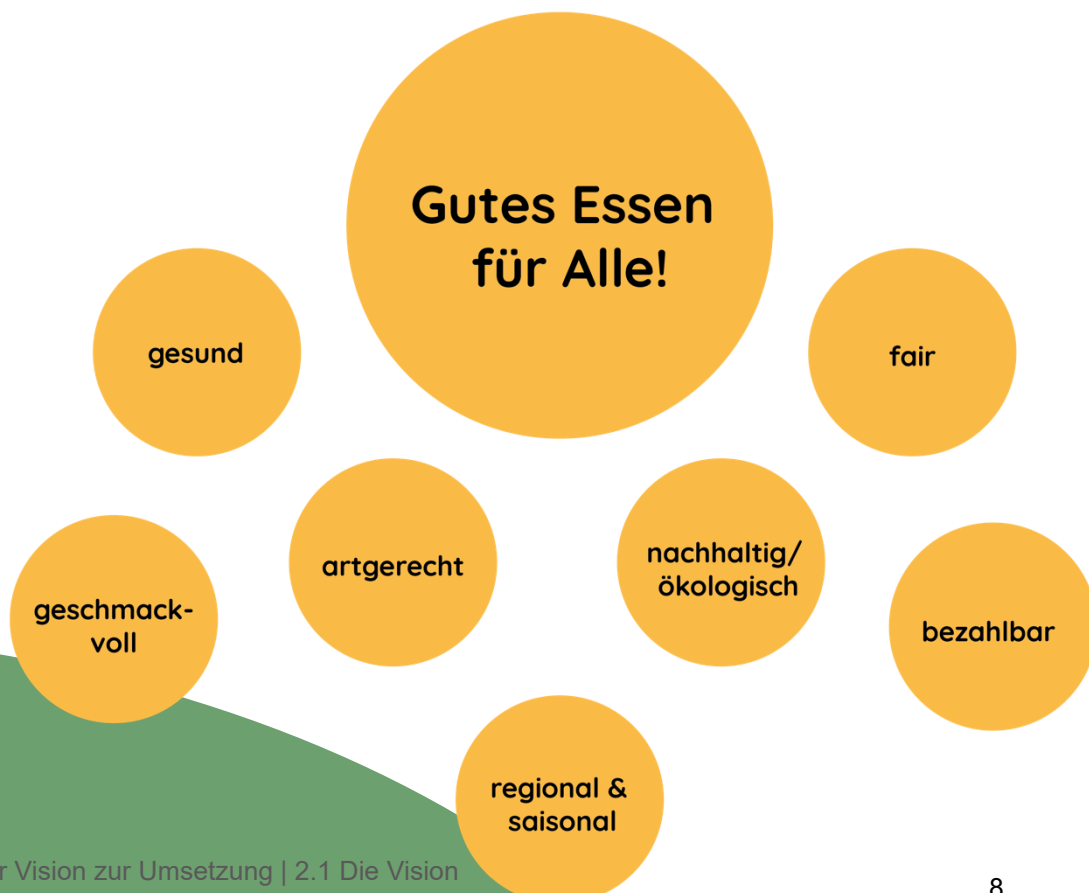 Gutes Essen
für Alle!
gesund
fair
artgerecht
nachhaltig/
ökologisch
geschmack-
voll
bezahlbar
regional &
saisonal
r Vision zur Umsetzung | 2.1 Die Vision
8